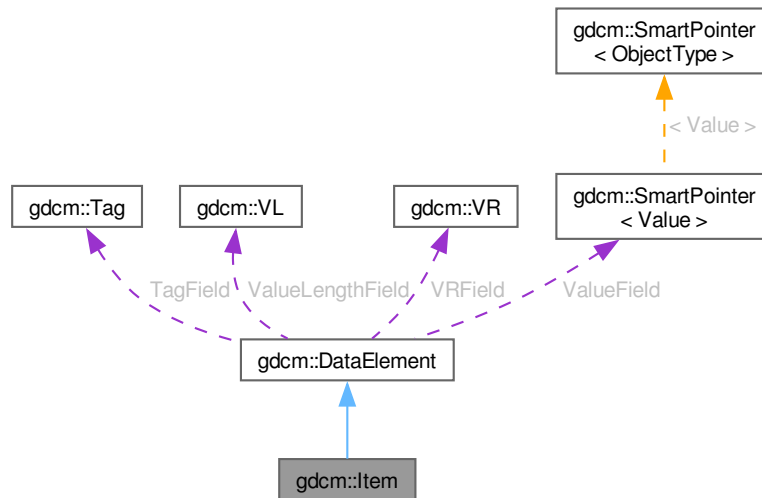 gdcm::SmartPointer
< ObjectType >
< Value >
gdcm::Tag
gdcm::VL
gdcm::VR
gdcm::SmartPointer
< Value >
TagField
ValueLengthField
VRField
ValueField
gdcm::DataElement
gdcm::Item